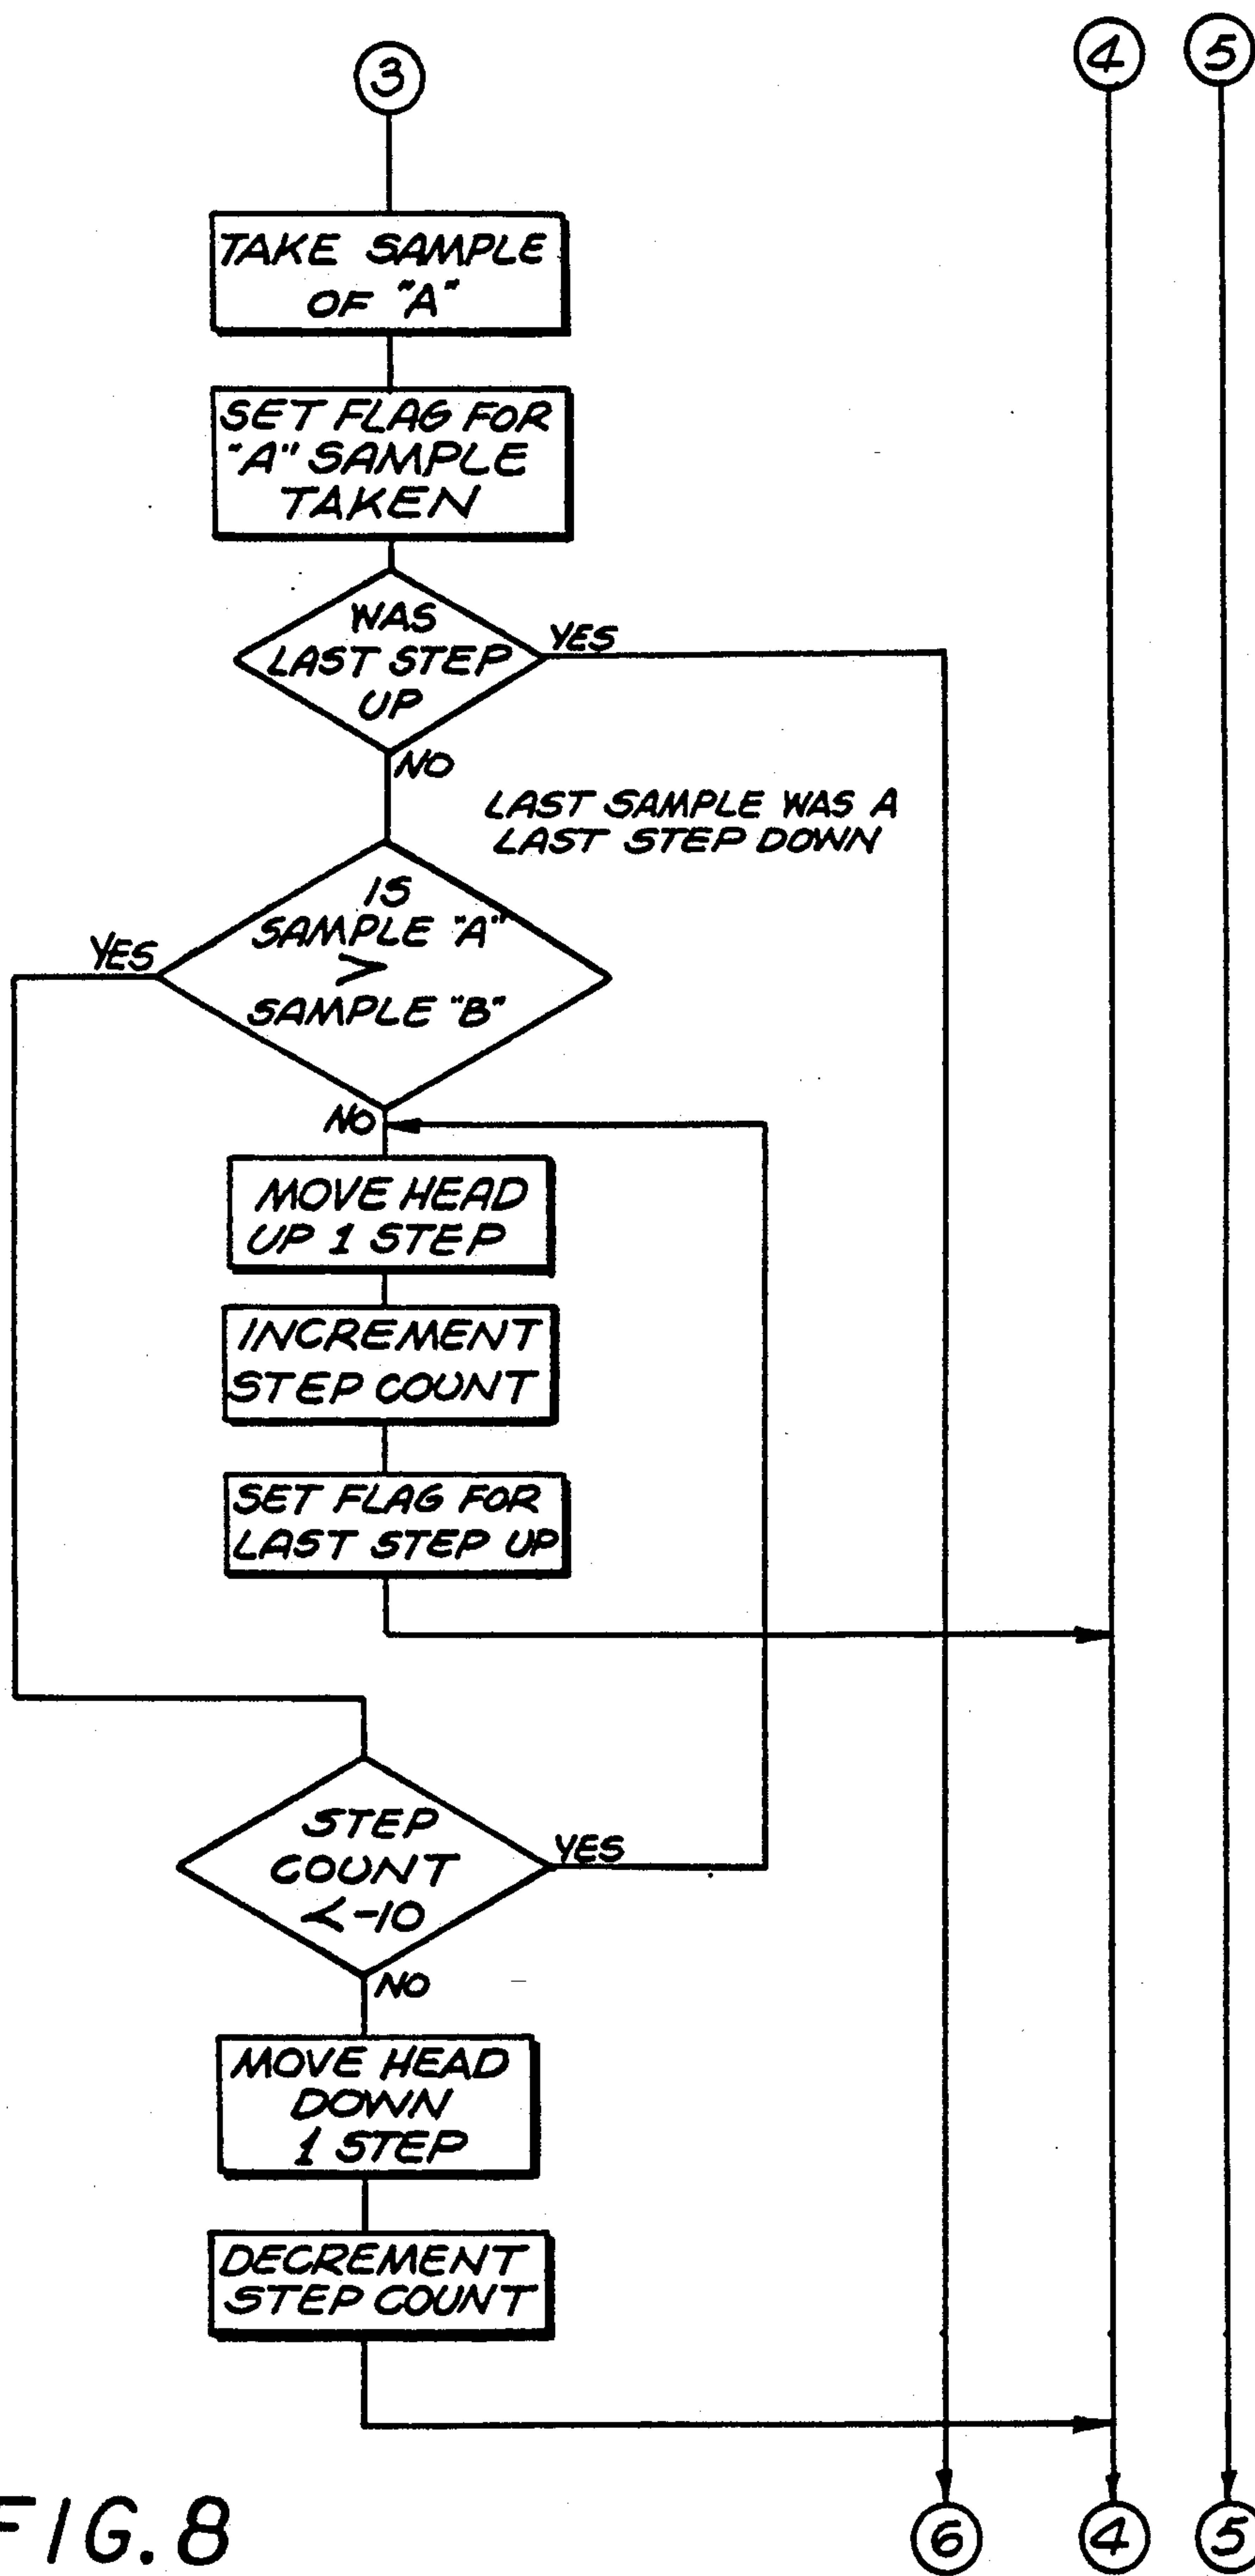 3
4
5
TAKE SAMPLE
OF "A"
SET FLAG FOR
"A" SAMPLE
TAKEN
WAS
LAST STEP
UP
YES
NO
LAST SAMPLE WAS A
LAST STEP DOWN
IS
SAMPLE "A"
>
SAMPLE "B"
YES
NO
MOVE HEAD
UP 1 STEP
INCREMENT
STEP COUNT
SET FLAG FOR
LAST STEP UP
STEP
COUNT
<-10
YES
NO
MOVE HEAD
DOWN
1 STEP
DECREMENT
STEP COUNT
FIG. 8
6
4
5